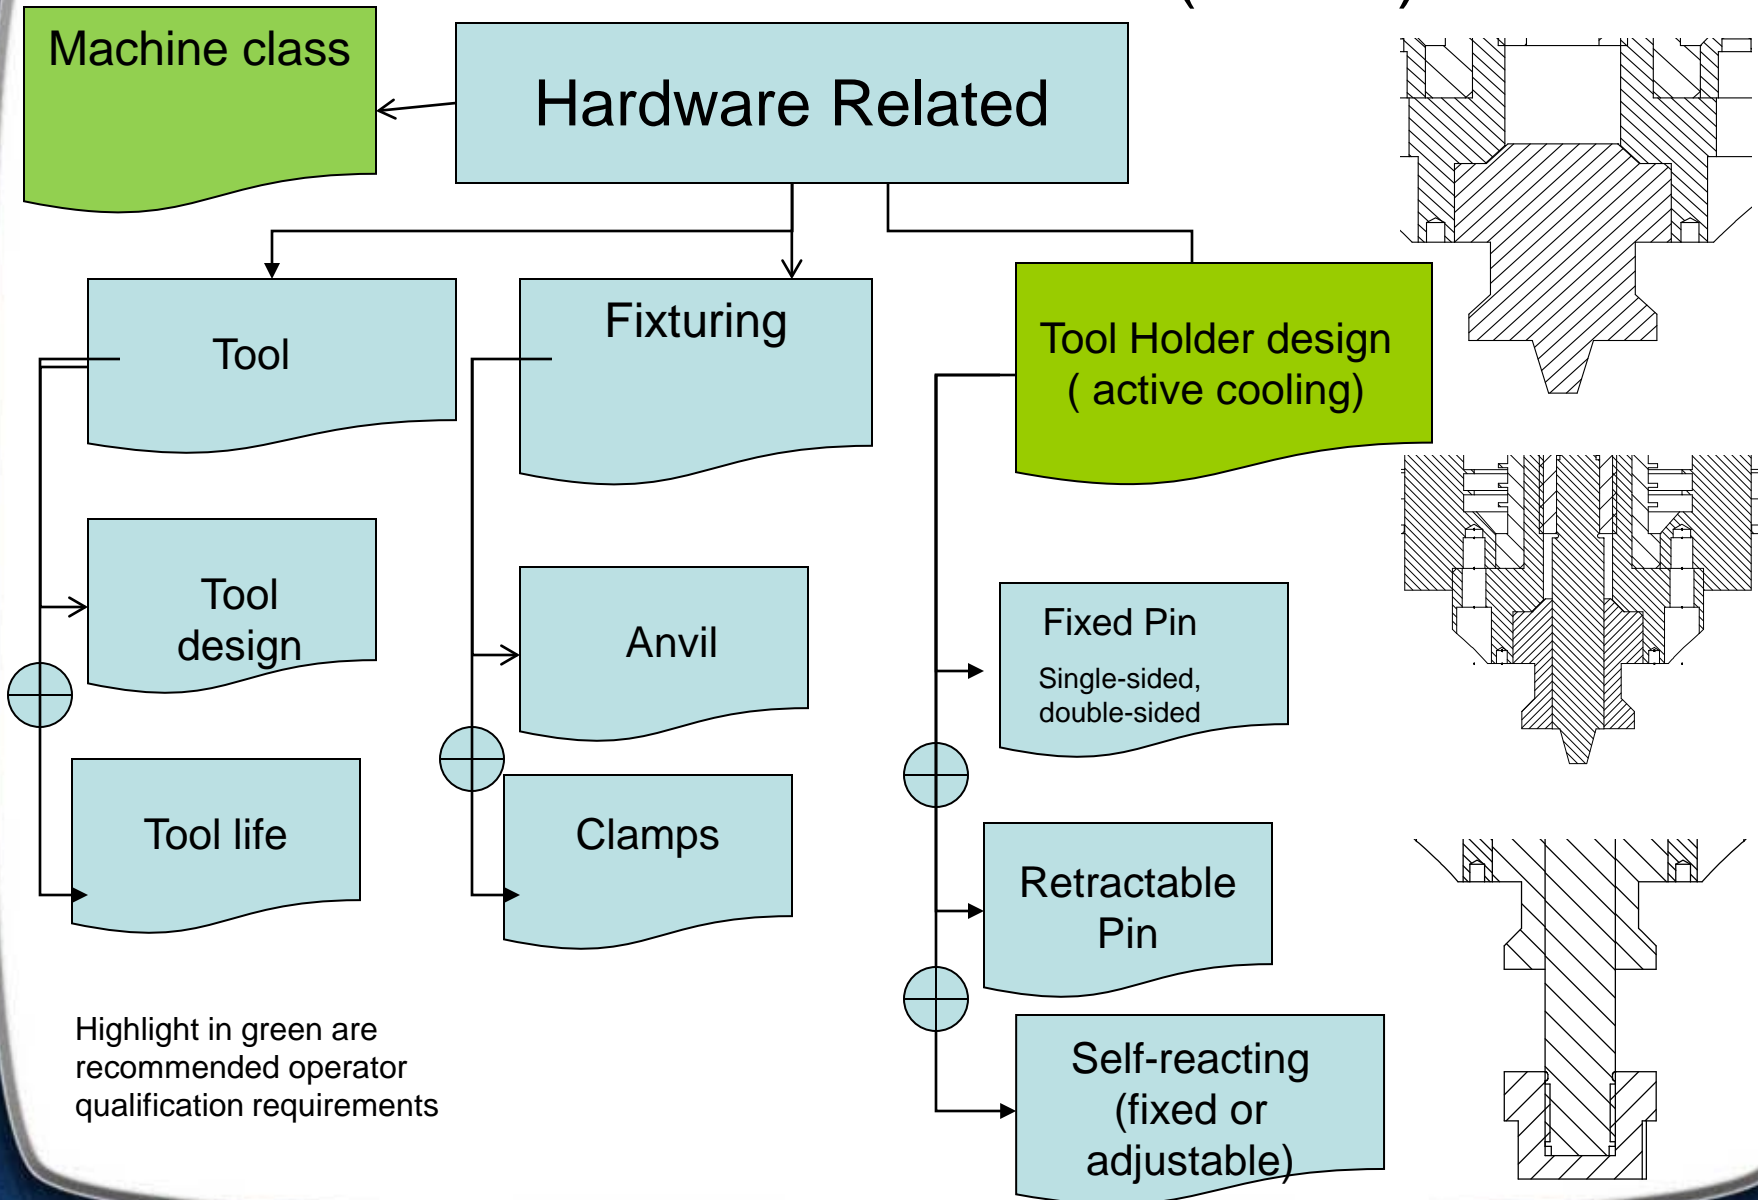 Machine class
Hardware Related
Tool
Fixturing
Tool Holder design
( active cooling)
Tool
design
Anvil
Fixed Pin
Single-sided,
double-sided
Tool life
Clamps
Retractable
Pin
Self-reacting
(fixed or
adjustable)
Highlight in green are
recommended operator
qualification requirements